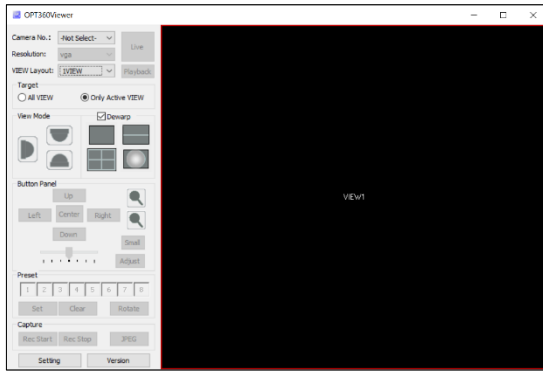 OPT360Viewer
Camera No.: -Not Select-
Live
Resolution: vga
VIEW Layout: 1VIEW
Playback
Target
All VIEW Only Active VIEW
View Mode Dewarp
Button Panel
Up
Left Center Right
Down
Small
Adjust
Preset
1 2 3 4 5 6 7 8
Set Clear Rotate
Capture
Rec Start Rec Stop JPEG
Setting Version
VIEW1